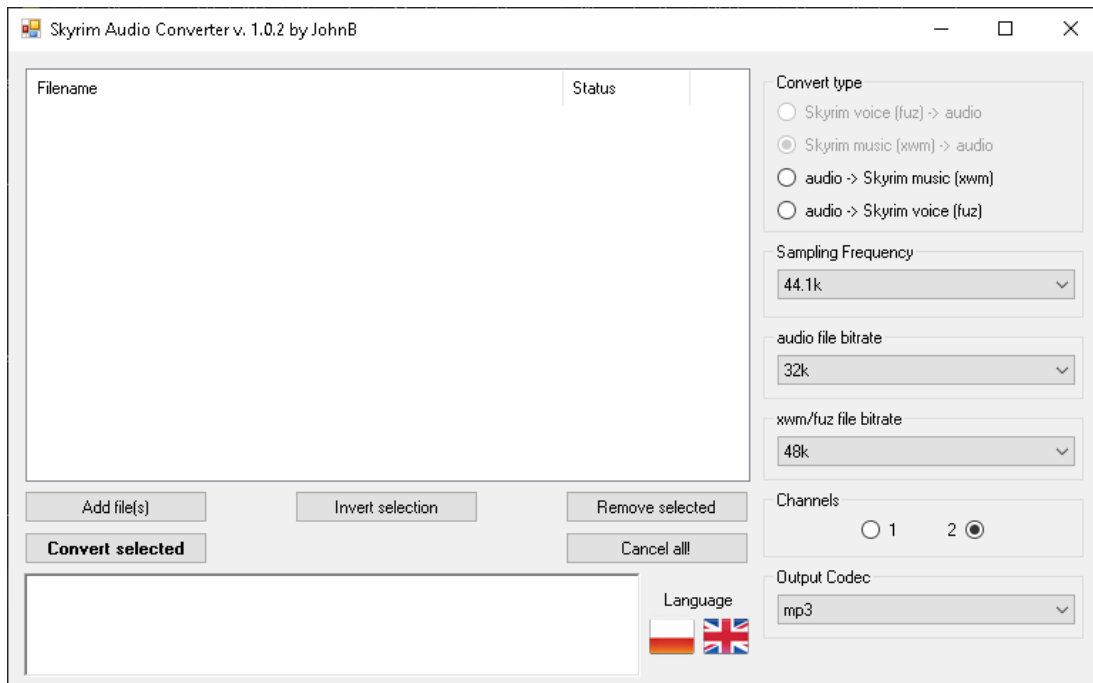 Skyrim Audio Converter v. 1.0.2 by JohnB
Filename Status
Convert type
Skyrim voice (fuz) -> audio
Skyrim music (xwm) -> audio
audio -> Skyrim music (xwm)
audio -> Skyrim voice (fuz)
Sampling Frequency
44.1k
audio file bitrate
32k
xwm/fuz file bitrate
48k
Channels
1 2
Output Codec
mp3
Add file(s) Invert selection Remove selected
Convert selected Cancel all!
Language